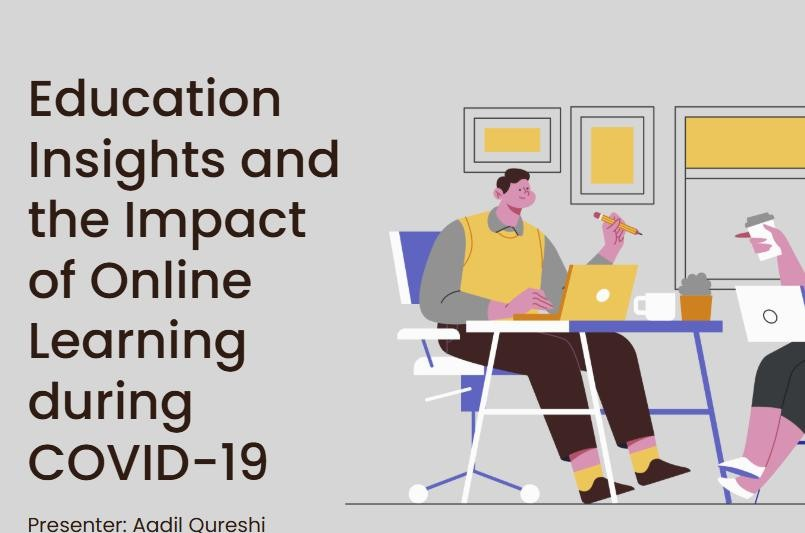 Education
Insights and
the Impact
of Online
Learning
during
COVID-19
Presenter: Aadil Qureshi